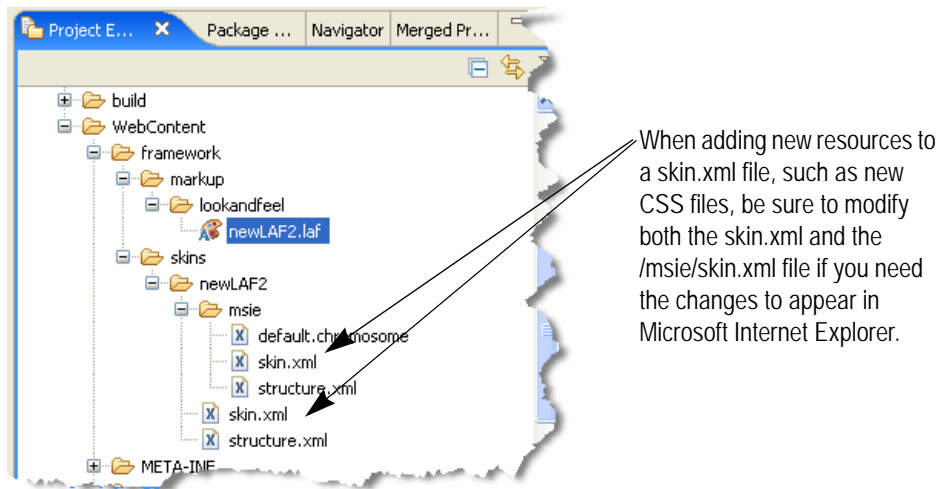 Project E... Package ... Navigator Merged Pr...
build
WebContent
framework
markup
lookandfeel
newLAF2.laf
skins
newLAF2
msie
default.chromosome
skin.xml
structure.xml
skin.xml
structure.xml
META-INF
When adding new resources to
a skin.xml file, such as new
CSS files, be sure to modify
both the skin.xml and the
/msie/skin.xml file if you need
the changes to appear in
Microsoft Internet Explorer.